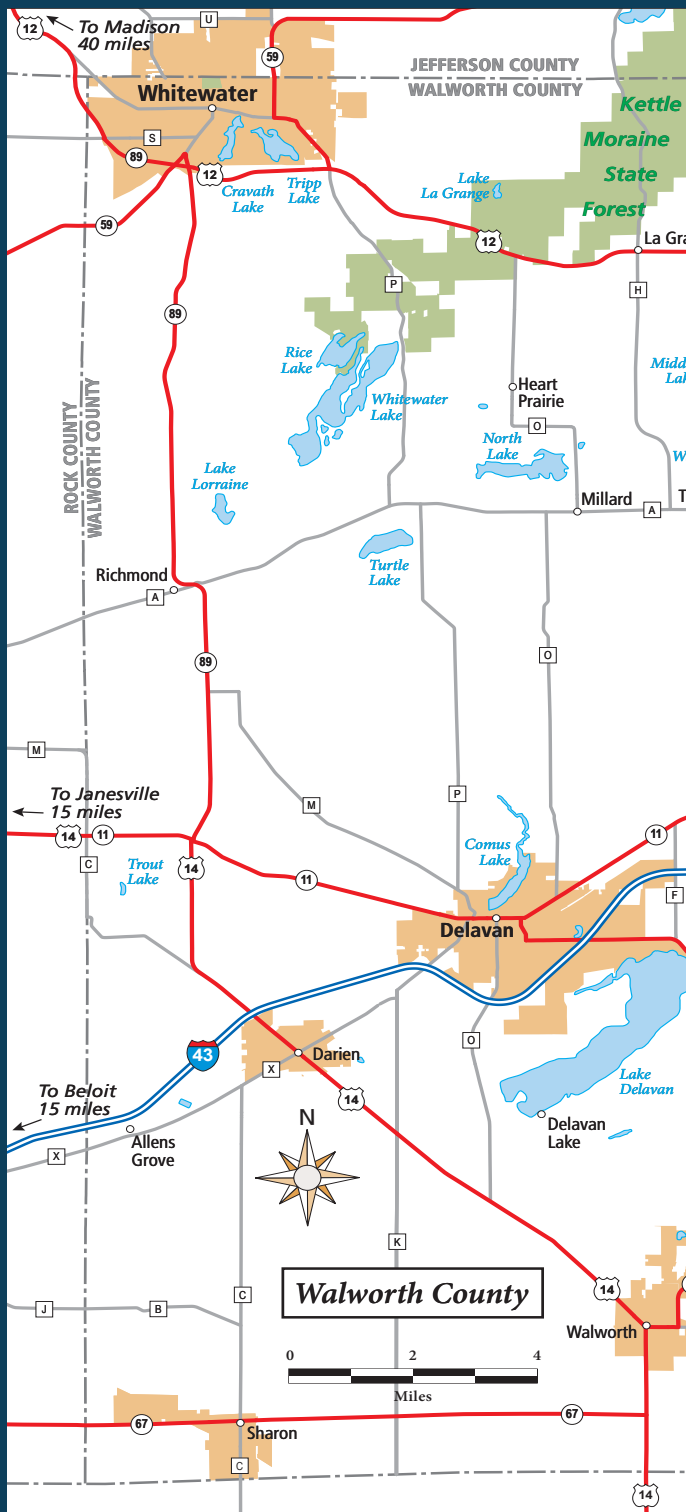 12
To Madison
40 miles
U
59
JEFFERSON COUNTY
WALWORTH COUNTY
Whitewater
Kettle
Moraine
State
Forest
S
89
12
Cravath
Lake
Tripp
Lake
Lake
La Grange
59
12
La Gra
P
H
89
Rice
Lake
Whitewater
Lake
Heart
Prairie
Midd
Lak
O
North
Lake
W
ROCK COUNTY
WALWORTH COUNTY
Lake
Lorraine
Millard
A
T
Turtle
Lake
Richmond
A
89
O
M
To Janesville
15 miles
M
P
14
11
11
C
Trout
Lake
14
11
Comus
Lake
F
Delavan
43
Darien
X
O
Lake
Delavan
To Beloit
15 miles
14
Allens
Grove
X
Delavan
Lake
N
K
C
14
J
B
Walworth County
Walworth
0
2
4
Miles
67
67
Sharon
C
14